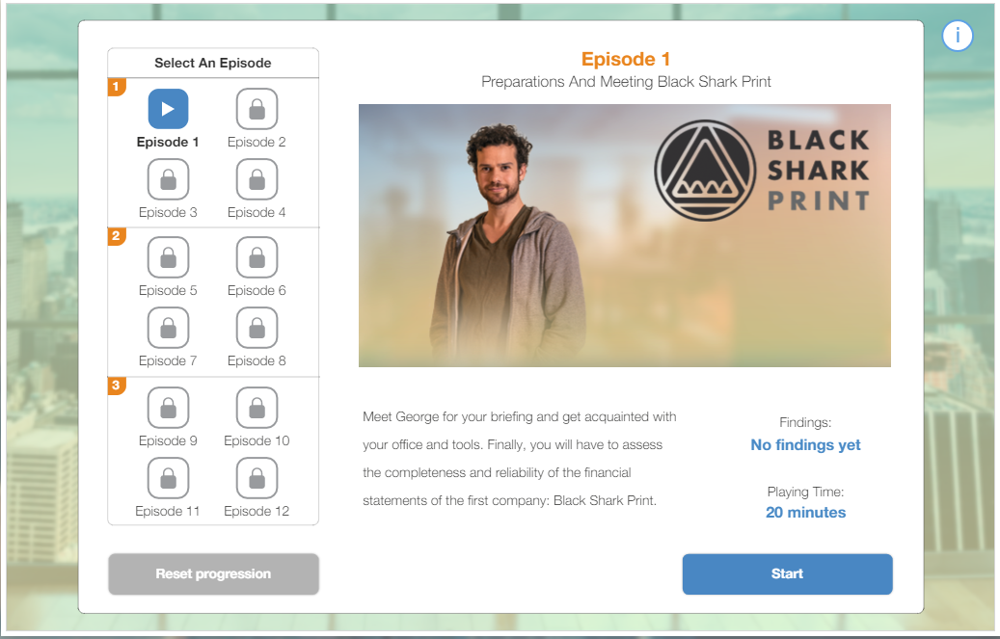 Select An Episode
1
Episode 1
Episode 2
Episode 3
Episode 4
2
Episode 5
Episode 6
Episode 7
Episode 8
3
Episode 9
Episode 10
Episode 11
Episode 12
Reset progression
i
Episode 1
Preparations And Meeting Black Shark Print
BLACK
SHARK
PRINT
Meet George for your briefing and get acquainted with
your office and tools. Finally, you will have to assess
the completeness and reliability of the financial
statements of the first company: Black Shark Print.
Findings:
No findings yet
Playing Time:
20 minutes
Start